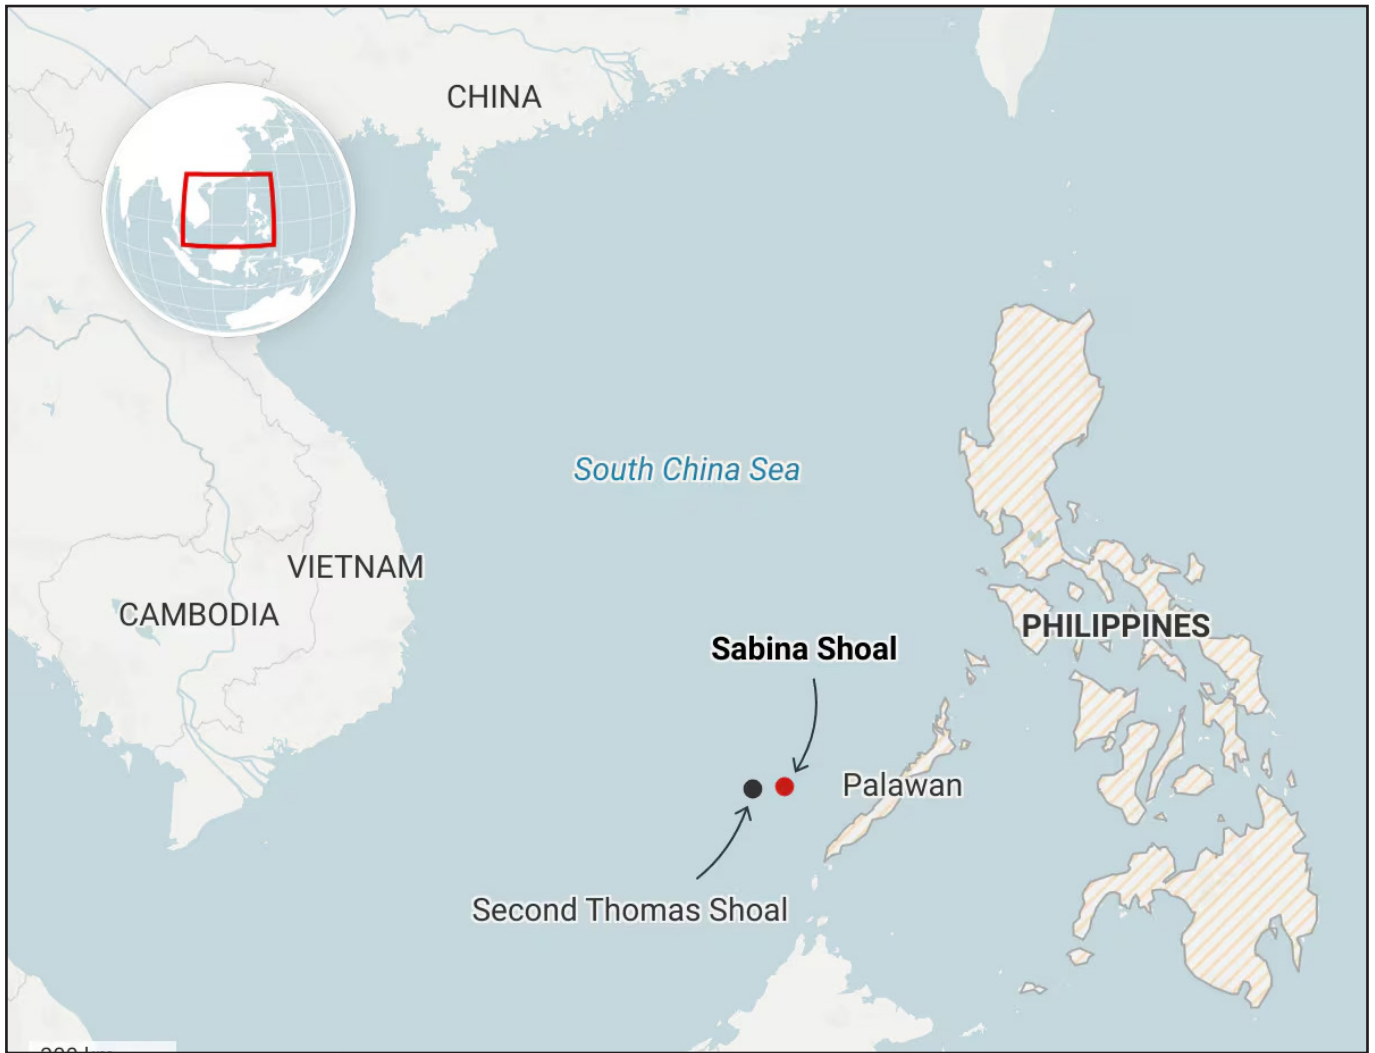 CHINA
South China Sea
VIETNAM
CAMBODIA
PHILIPPINES
Sabina Shoal
Palawan
Second Thomas Shoal